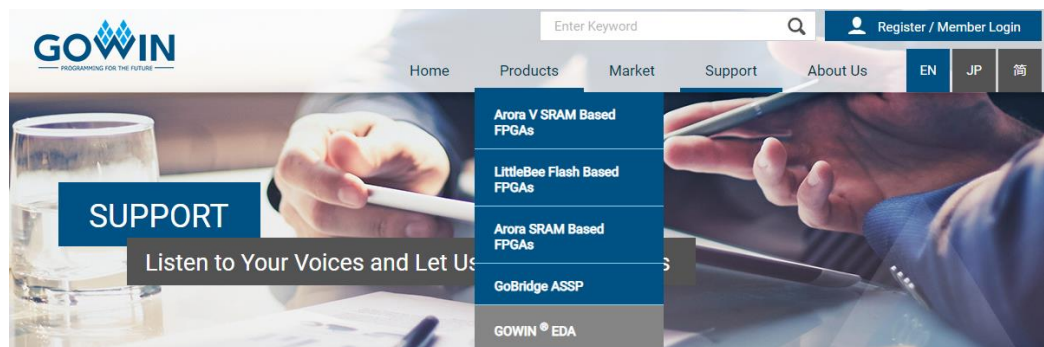 Enter Keyword
Register / Member Login
GOWIN
PROGRAMMING FOR THE FUTURE
Home Products Market Support About Us EN JP 简
Arora V SRAM Based
FPGAs
LittleBee Flash Based
FPGAs
SUPPORT
Arora SRAM Based
FPGAs
Listen to Your Voices and Let Us
s
GoBridge ASSP
GOWIN ® EDA